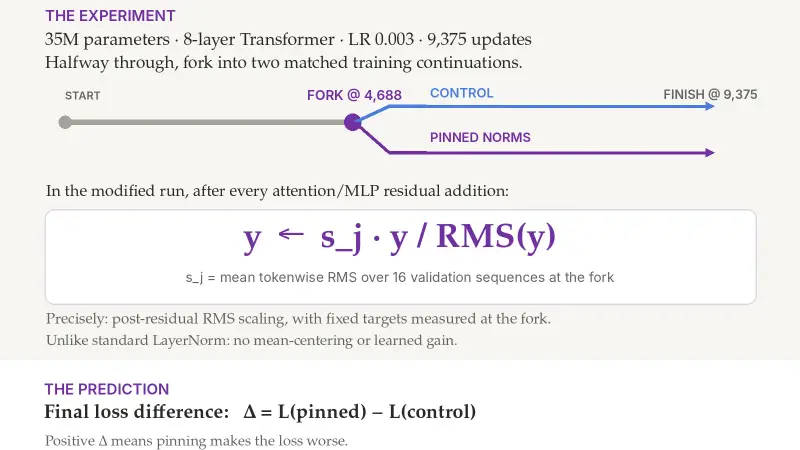 THE EXPERIMENT
35M parameters · 8-layer Transformer · LR 0.003 · 9,375 updates
Halfway through, fork into two matched training continuations.
START
FORK @ 4,688
CONTROL
FINISH @ 9,375
PINNED NORMS
In the modified run, after every attention/MLP residual addition:
y ← s_j · y / RMS(y)
s_j = mean tokenwise RMS over 16 validation sequences at the fork
Precisely: post-residual RMS scaling, with fixed targets measured at the fork.
Unlike standard LayerNorm: no mean-centering or learned gain.
THE PREDICTION
Final loss difference: Δ = L(pinned) – L(control)
Positive Δ means pinning makes the loss worse.